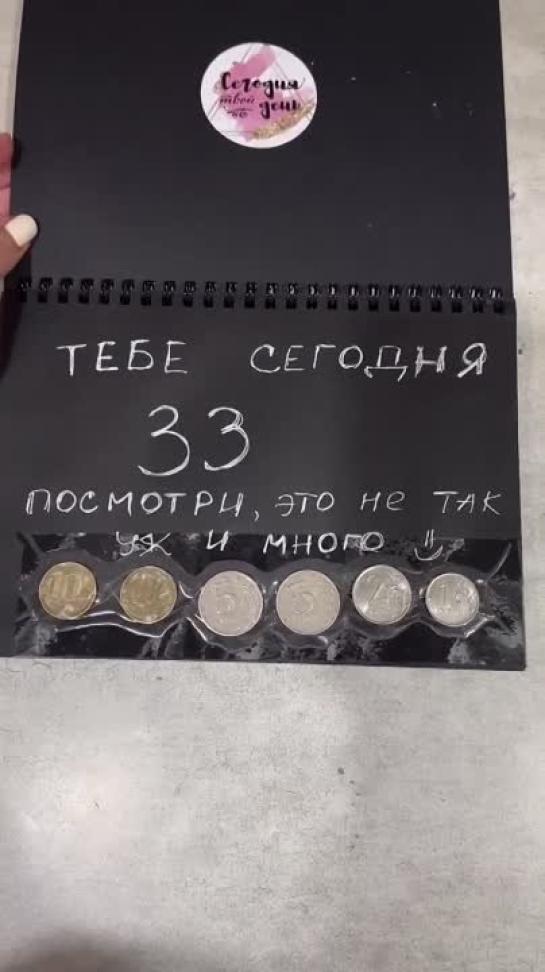 Сегодня
твой
день
ТЕБЕ СЕГОДНЯ
33
ПОСМОТРИ, ЭТО НЕ ТАК
УЖ И МНОГО
10 10 5 5 2 1